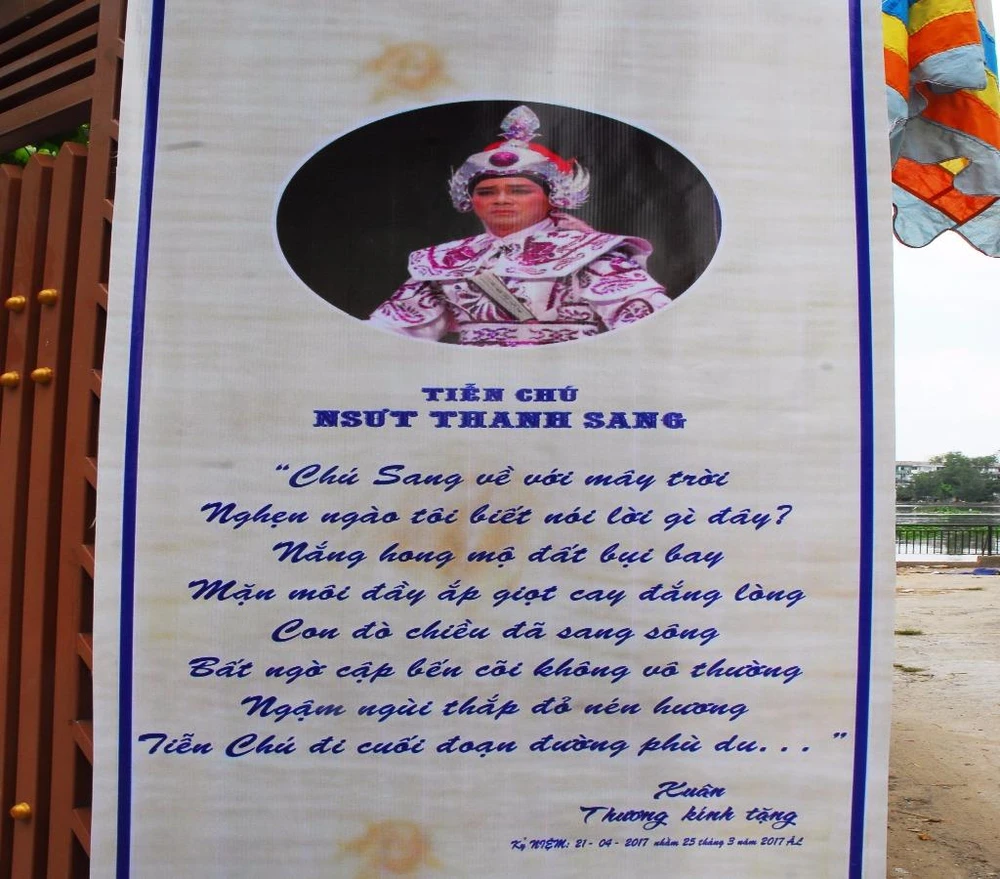 TIỄN CHÚ
NSƯT THANH SANG
“Chú Sang về với mây trời
Nghẹn ngào tôi biết nói lời gì đây?
Nắng hong mộ đất bụi bay
Mặn môi đầy ắp giọt cay đắng lòng
Con đò chiều đã sang sông
Bất ngờ cập bến cõi không vô thường
Ngậm ngùi thắp đỏ nén hương
Tiễn Chú đi cuối đoạn đường phù du. . . ”
Xuân
Thương kính tặng
Kỷ NIỆM: 21 - 04 - 2017 nhằm 25 tháng 3 năm 2017 ÂL